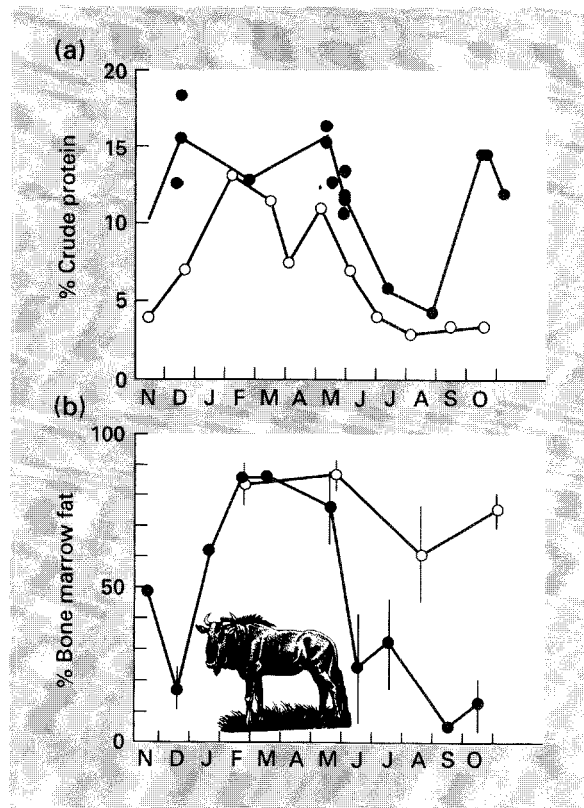 (a)
20
15
10
5
0
% Crude protein
N D J F M A M J J A S O
(b)
100
50
0
% Bone marrow fat
N D J F M A M J J A S O